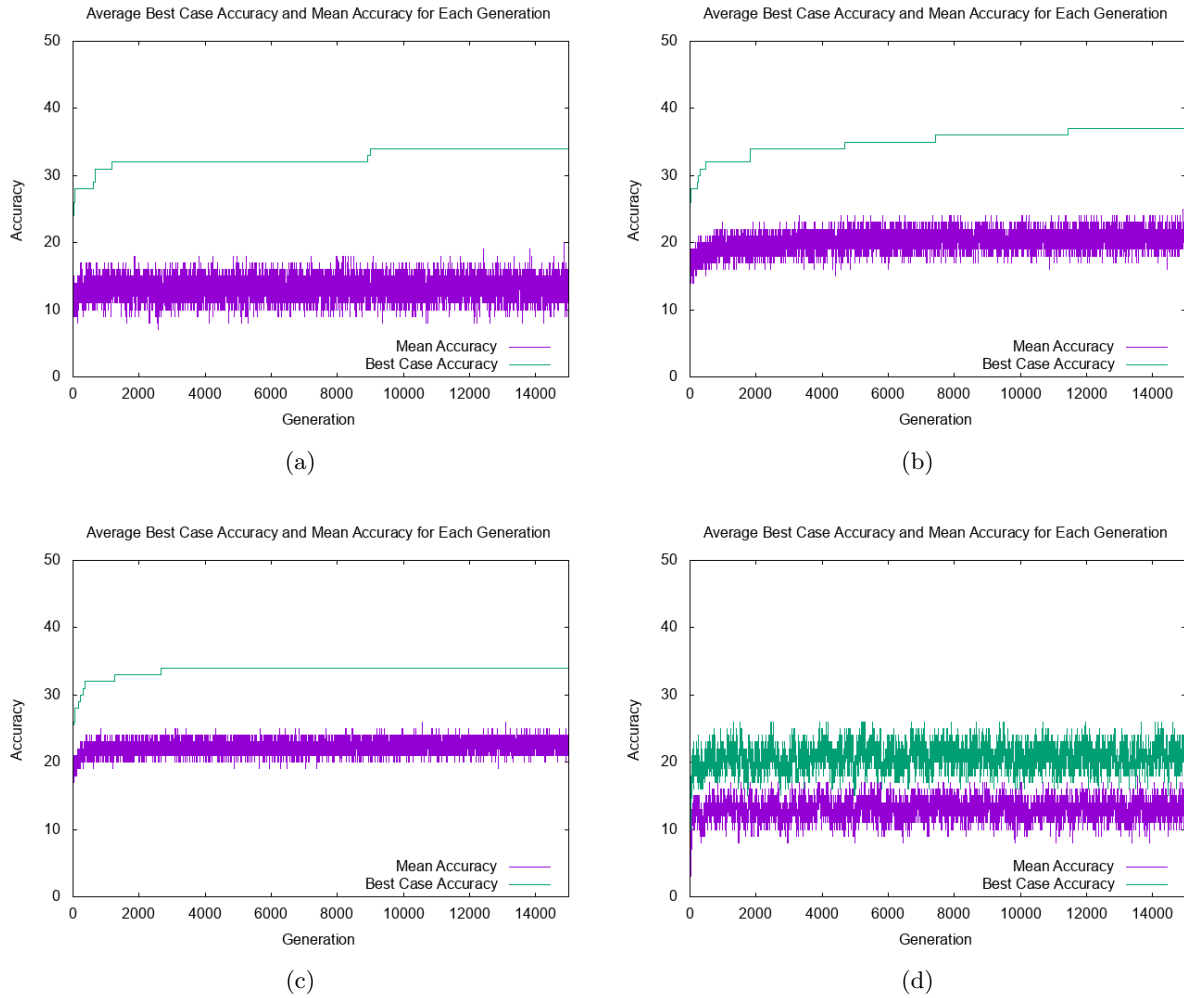 Average Best Case Accuracy and Mean Accuracy for Each Generation
50
40
30
20
10
0
Accuracy
Mean Accuracy
Best Case Accuracy
0 2000 4000 6000 8000 10000 12000 14000
Generation
(a)
Average Best Case Accuracy and Mean Accuracy for Each Generation
50
40
30
20
10
0
Accuracy
Mean Accuracy
Best Case Accuracy
0 2000 4000 6000 8000 10000 12000 14000
Generation
(b)
Average Best Case Accuracy and Mean Accuracy for Each Generation
50
40
30
20
10
0
Accuracy
Mean Accuracy
Best Case Accuracy
0 2000 4000 6000 8000 10000 12000 14000
Generation
(c)
Average Best Case Accuracy and Mean Accuracy for Each Generation
50
40
30
20
10
0
Accuracy
Mean Accuracy
Best Case Accuracy
0 2000 4000 6000 8000 10000 12000 14000
Generation
(d)